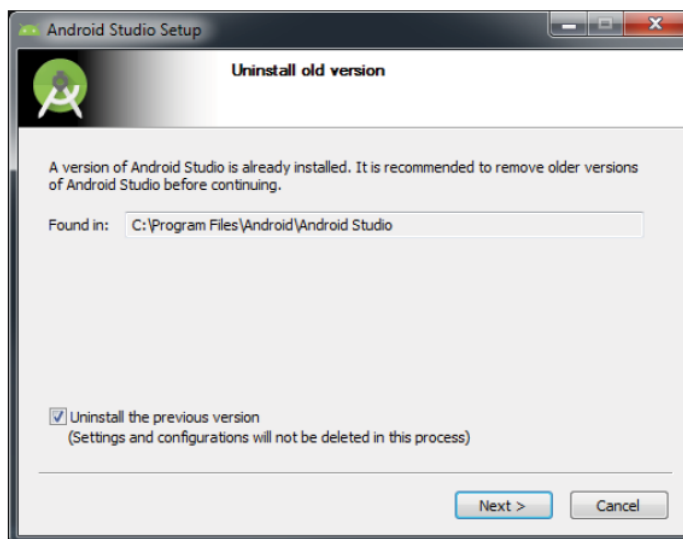 Android Studio Setup
Uninstall old version
A version of Android Studio is already installed. It is recommended to remove older versions
of Android Studio before continuing.
Found in: C:\Program Files\Android\Android Studio
Uninstall the previous version
(Settings and configurations will not be deleted in this process)
Next > Cancel